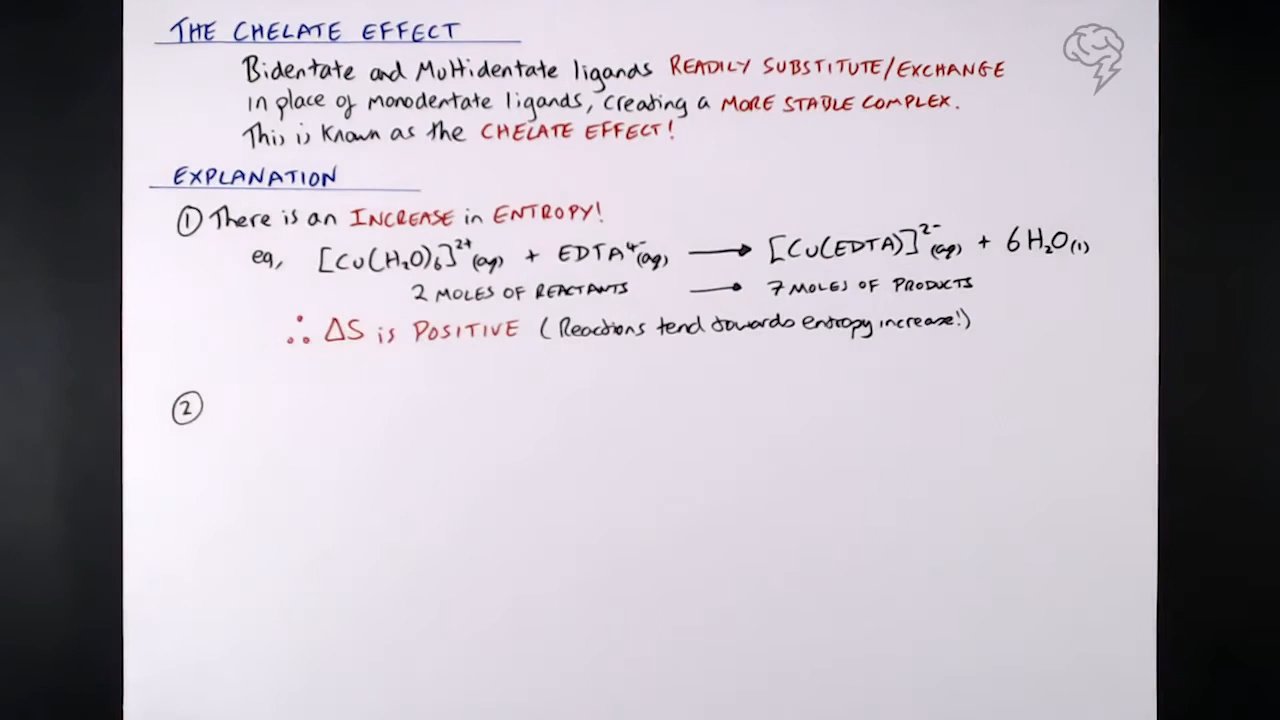 THE CHELATE EFFECT
Bidentate and Multidentate ligands READILY SUBSTITUTE/EXCHANGE
in place of monodentate ligands, creating a MORE STABLE COMPLEX.
This is known as the CHELATE EFFECT!
EXPLANATION
① There is an INCREASE in ENTROPY!
eg, [Cu(H₂O)₆]²⁺(aq) + EDTA⁴⁻(aq) → [Cu(EDTA)]²⁻(aq) + 6H₂O(l)
2 MOLES OF REACTANTS → 7 MOLES OF PRODUCTS
∴ ΔS is POSITIVE (Reactions tend towards entropy increase!)
②